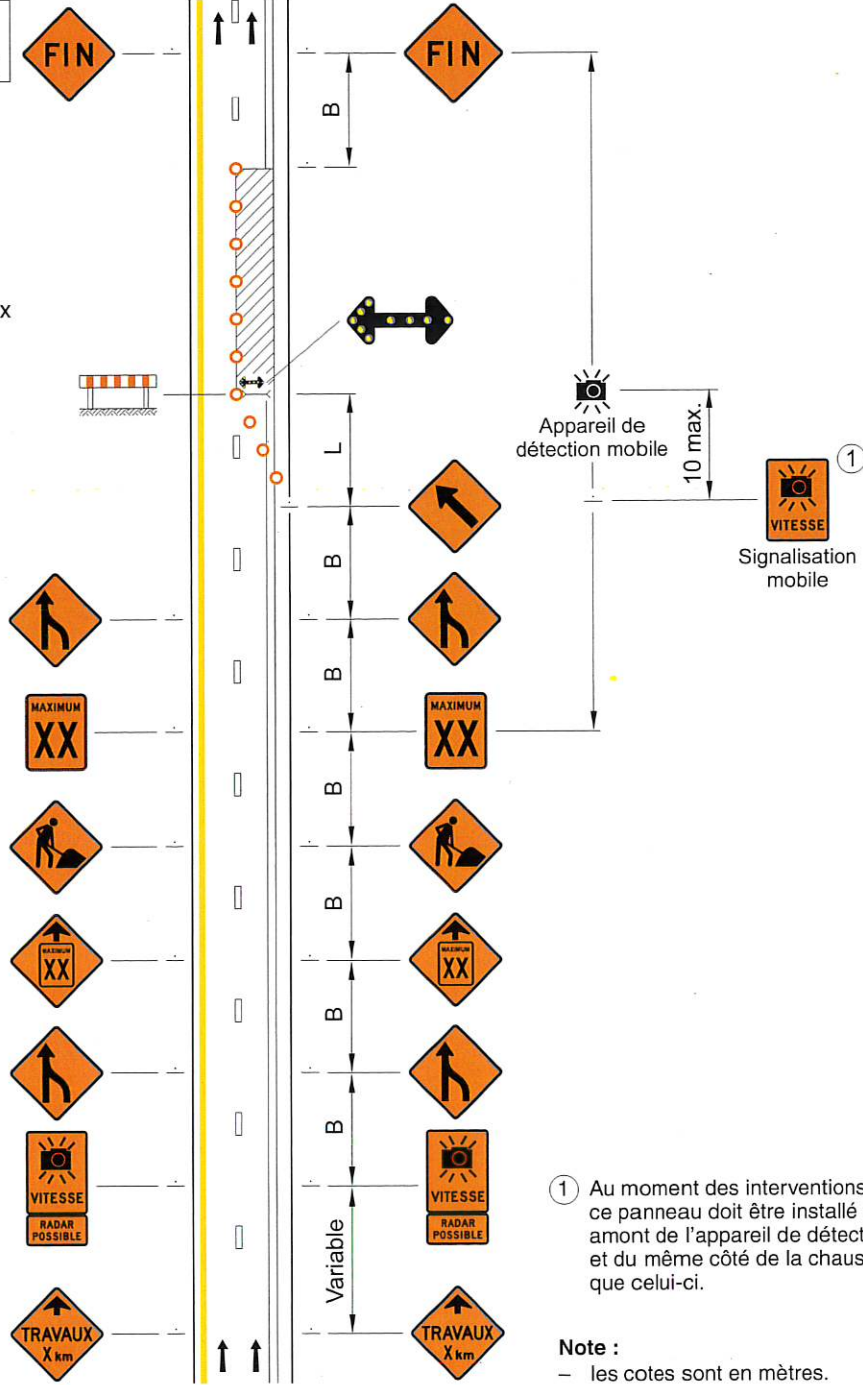 FIN
FIN
B
x
L
Appareil de
détection mobile
10 max.
1
VITESSE
Signalisation
mobile
B
B
MAXIMUM
XX
MAXIMUM
XX
B
B
MAXIMUM
XX
MAXIMUM
XX
B
B
VITESSE
RADAR
POSSIBLE
VITESSE
RADAR
POSSIBLE
Variable
TRAVAUX
X km
TRAVAUX
X km
1 Au moment des interventions
ce panneau doit être installé
amont de l'appareil de détect
et du même côté de la chaus
que celui-ci.
Note :
– les cotes sont en mètres.